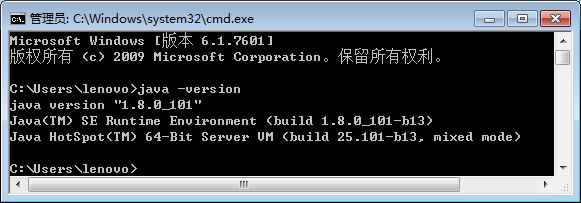 管理员: C:\Windows\system32\cmd.exe
Microsoft Windows [版本 6.1.7601]
版权所有 (c) 2009 Microsoft Corporation。保留所有权利。
C:\Users\lenovo>java -version
java version "1.8.0_101"
Java(TM) SE Runtime Environment (build 1.8.0_101-b13)
Java HotSpot(TM) 64-Bit Server VM (build 25.101-b13, mixed mode)
C:\Users\lenovo>